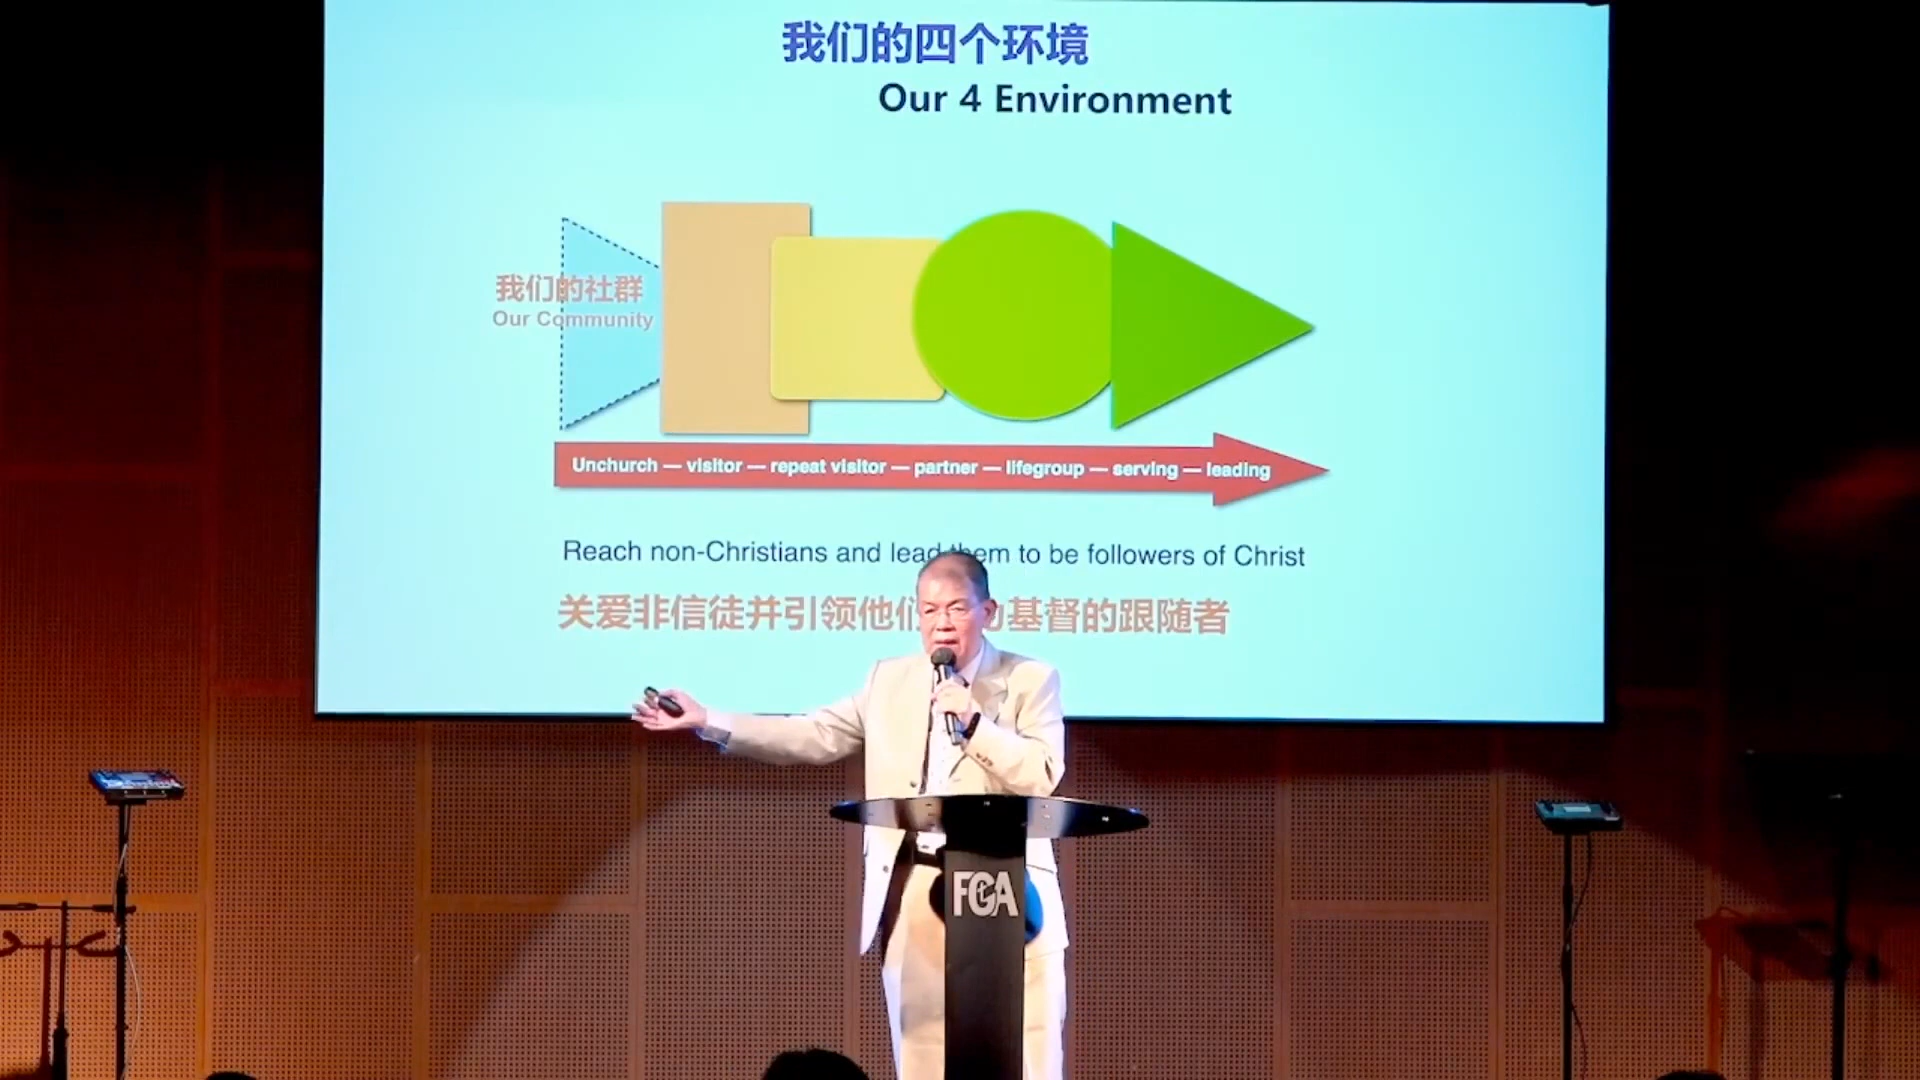 我们的四个环境
Our 4 Environment
我们的社群
Our Community
Unchurch — visitor — repeat visitor — partner — lifegroup — serving — leading
Reach non-Christians and lead them to be followers of Christ
关爱非信徒并引领他们 基督的跟随者
FGA